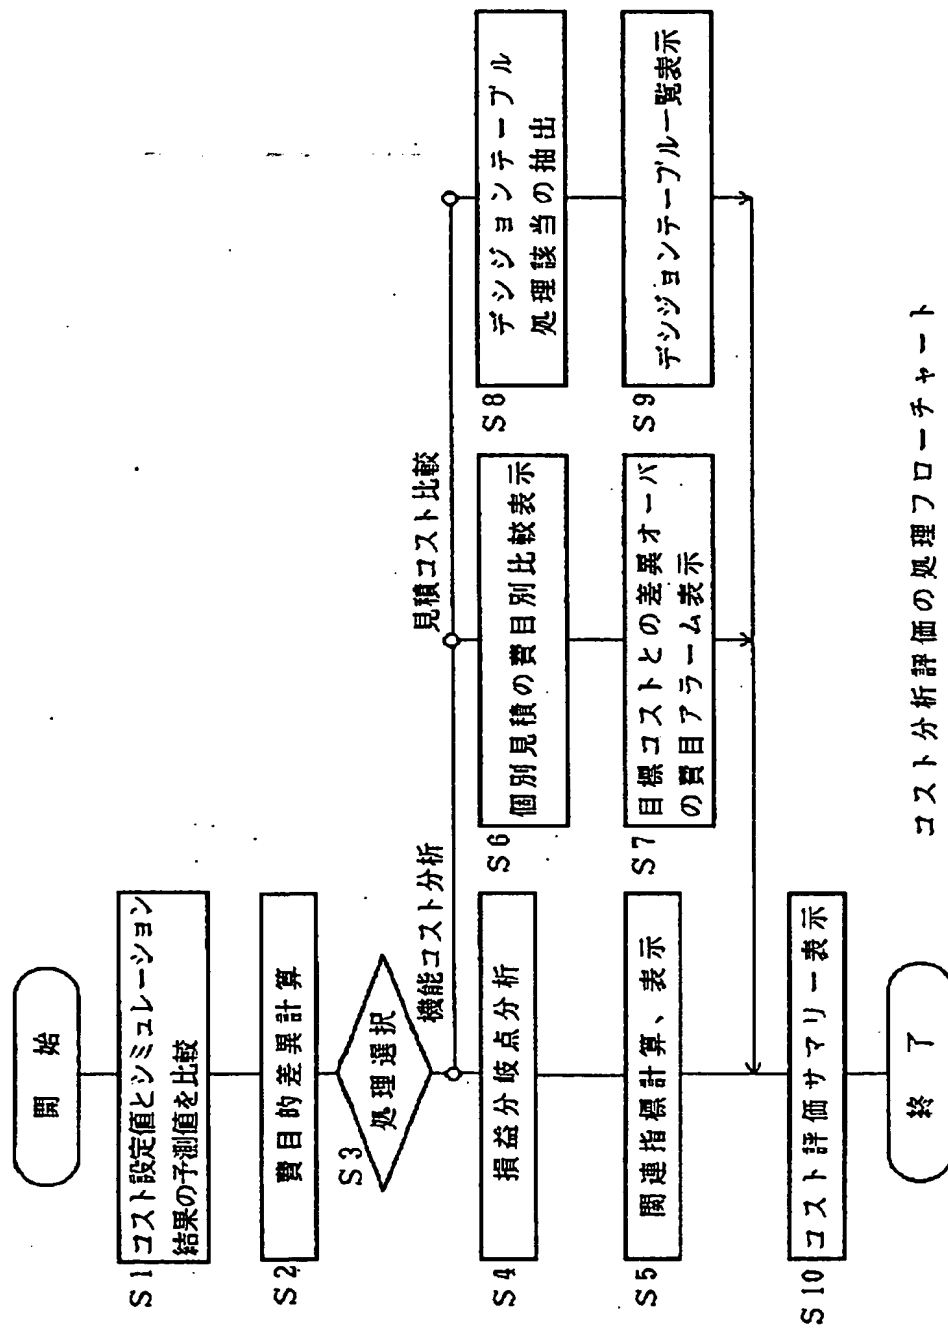 開 始
S1
コスト設定値とシミュレーション
結果の予測値を比較
S2
費目的差異計算
S3
処理選択
機能コスト分析
見積コスト比較
S4
損益分岐点分析
S5
関連指標計算、表示
S6
個別見積の費目別比較表示
S7
目標コストとの差異オーバ
の費目アラーム表示
S8
デシジョンテーブル
処理該当の抽出
S9
デシジョンテーブル一覧表示
S10
コスト評価サマリー表示
終 了
コスト分析評価の処理フローチャート